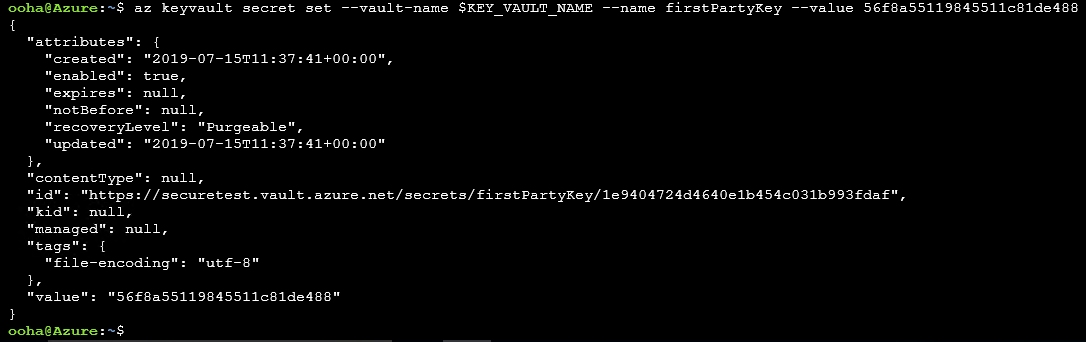 ooha@Azure:~$ az keyvault secret set --vault-name $KEY_VAULT_NAME --name firstPartyKey --value 56f8a55119845511c81de488
{
  "attributes": {
    "created": "2019-07-15T11:37:41+00:00",
    "enabled": true,
    "expires": null,
    "notBefore": null,
    "recoveryLevel": "Purgeable",
    "updated": "2019-07-15T11:37:41+00:00"
  },
  "contentType": null,
  "id": "https://securetest.vault.azure.net/secrets/firstPartyKey/1e9404724d4640e1b454c031b993fdaf",
  "kid": null,
  "managed": null,
  "tags": {
    "file-encoding": "utf-8"
  },
  "value": "56f8a55119845511c81de488"
}
ooha@Azure:~$